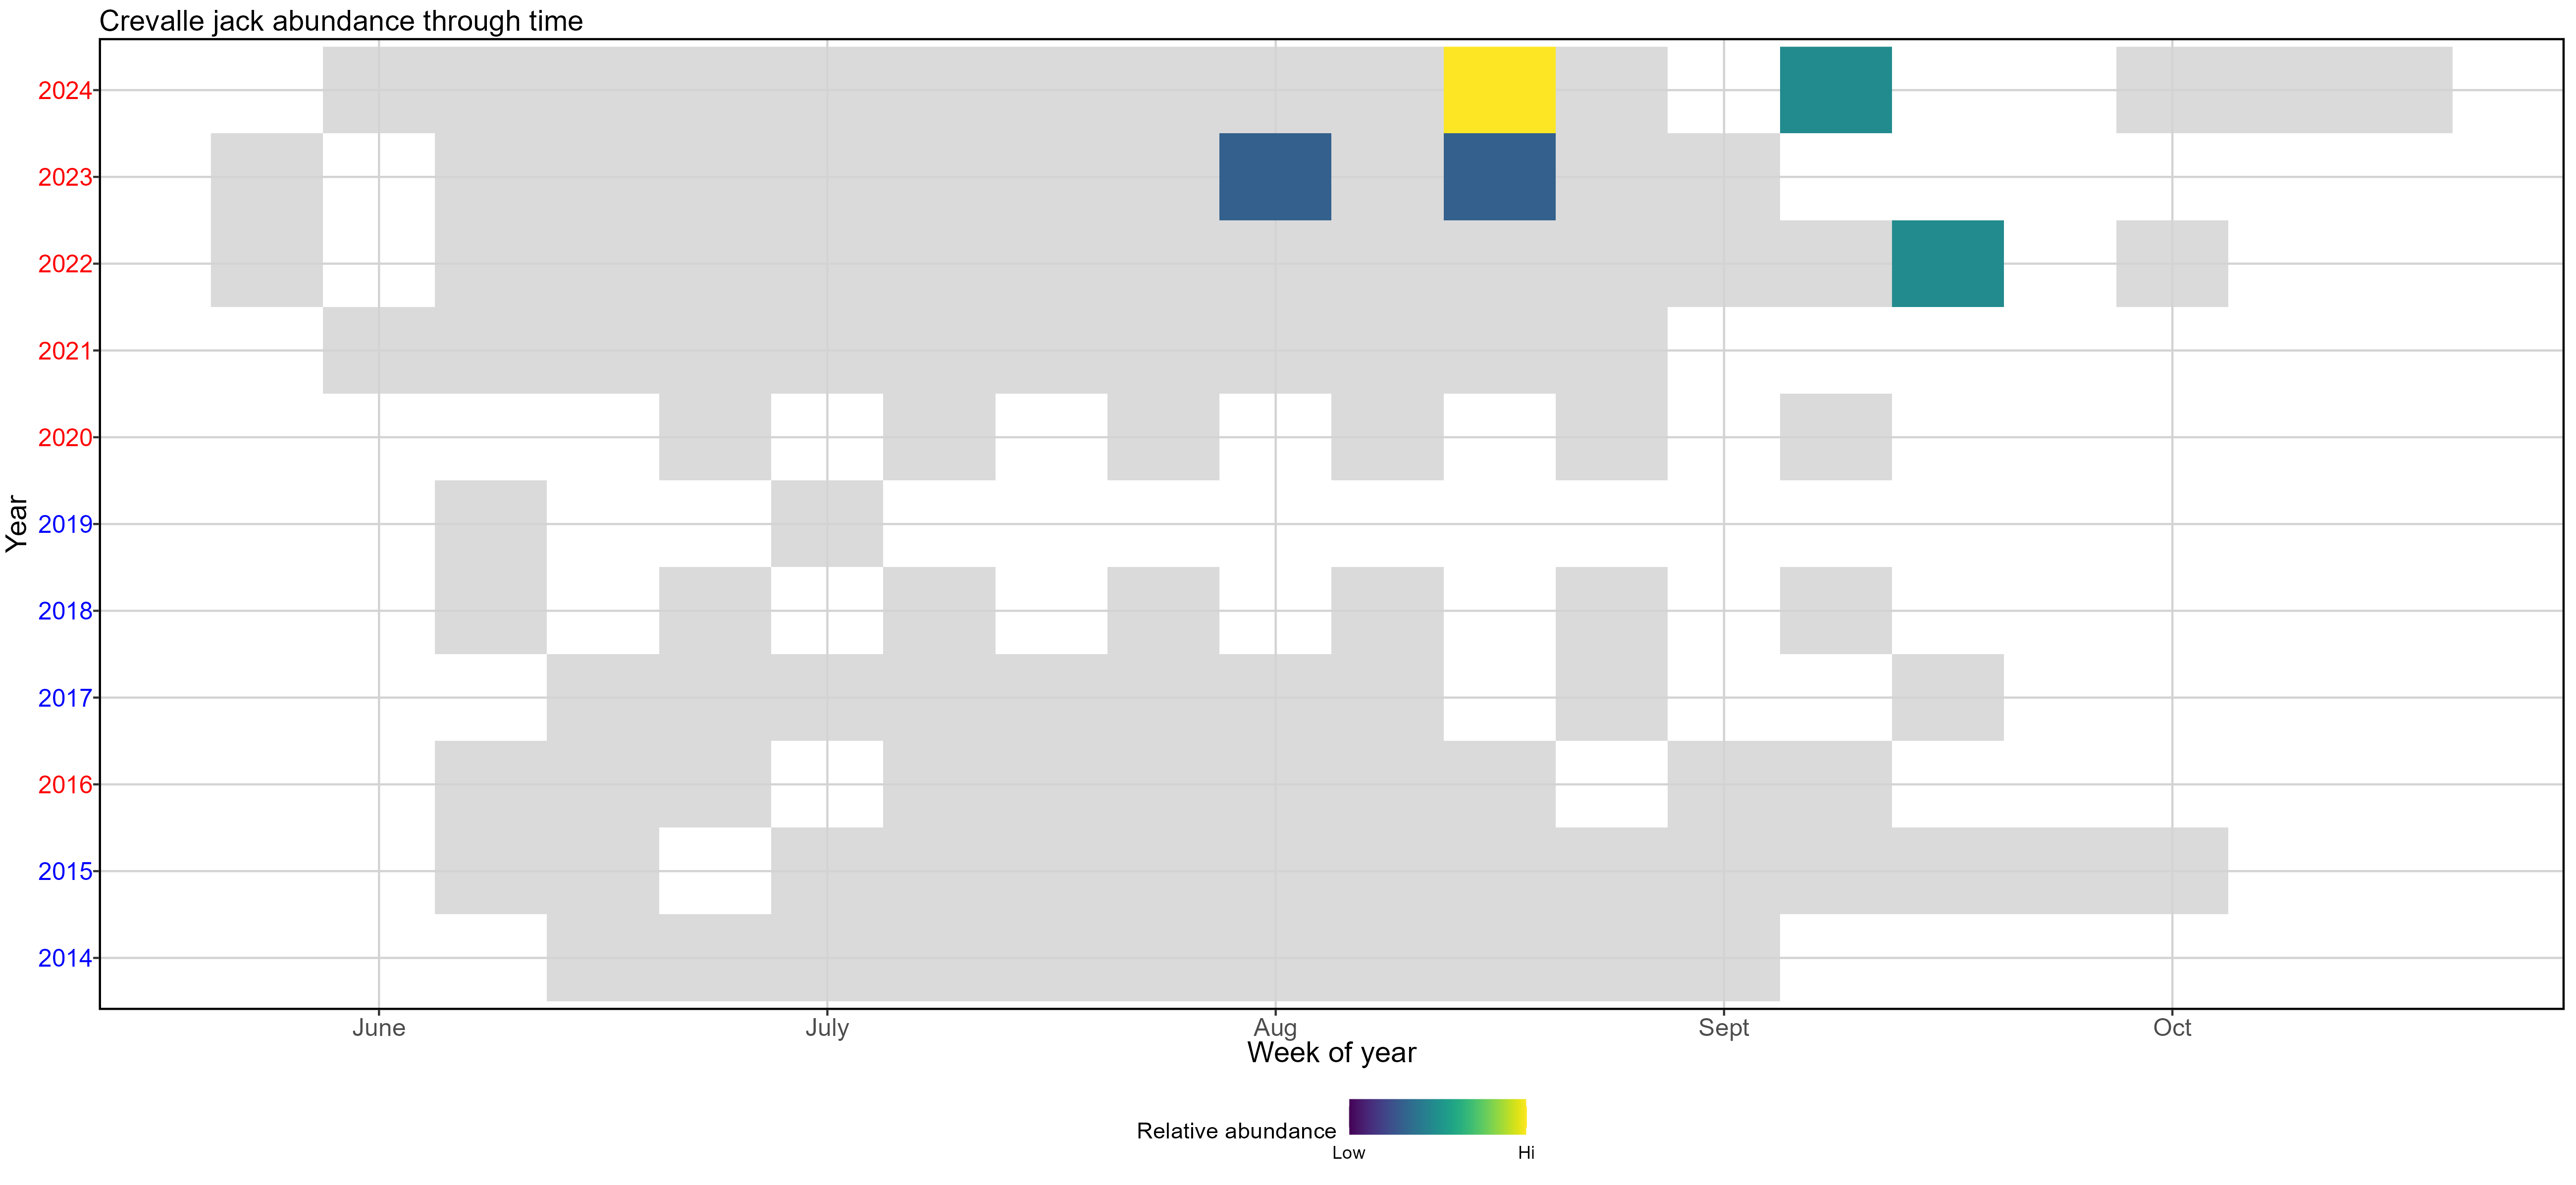 Crevalle jack abundance through time
2024
2023
2022
2021
2020
2019
2018
2017
2016
2015
2014
Year
June July Aug Sept Oct
Week of year
Relative abundance
Low Hi